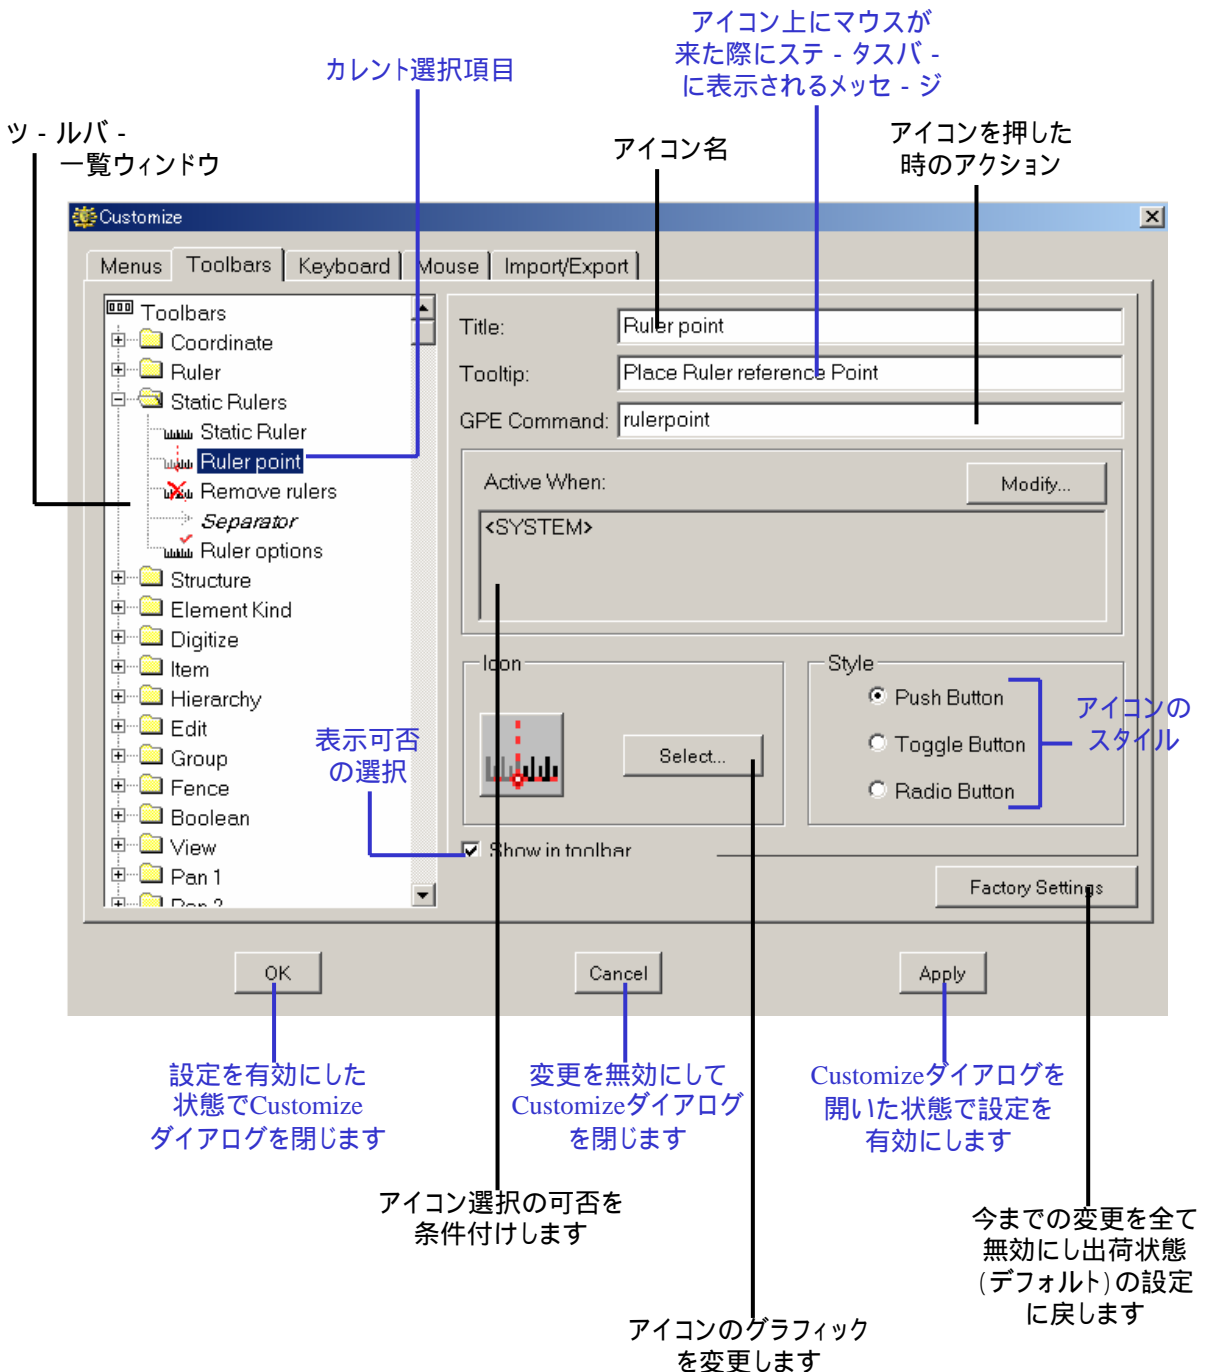 アイコン上にマウスが
来た際にステ - タスバ -
に表示されるメッセ - ジ
カレント選択項目
ツ - ルバ -
一覧ウィンドウ
アイコン名
アイコンを押した
時のアクション
Customize
Menus Toolbars Keyboard Mouse Import/Export
Toolbars
Coordinate
Ruler
Static Rulers
Static Ruler
Ruler point
Remove rulers
Separator
Ruler options
Structure
Element Kind
Digitize
Item
Hierarchy
Edit
Group
Fence
Boolean
View
Pan 1
Pan 2
Title: Ruler point
Tooltip: Place Ruler reference Point
GPE Command: rulerpoint
Active When: Modify...
<SYSTEM>
Icon
Select...
Style
Push Button
Toggle Button
Radio Button
アイコンの
スタイル
表示可否
の選択
Show in toolbar
Factory Settings
OK Cancel Apply
設定を有効にした
状態でCustomize
ダイアログを閉じます
変更を無効にして
Customizeダイアログ
を閉じます
Customizeダイアログを
開いた状態で設定を
有効にします
アイコン選択の可否を
条件付けします
今までの変更を全て
無効にし出荷状態
(デフォルト)の設定
に戻します
アイコンのグラフィック
を変更します